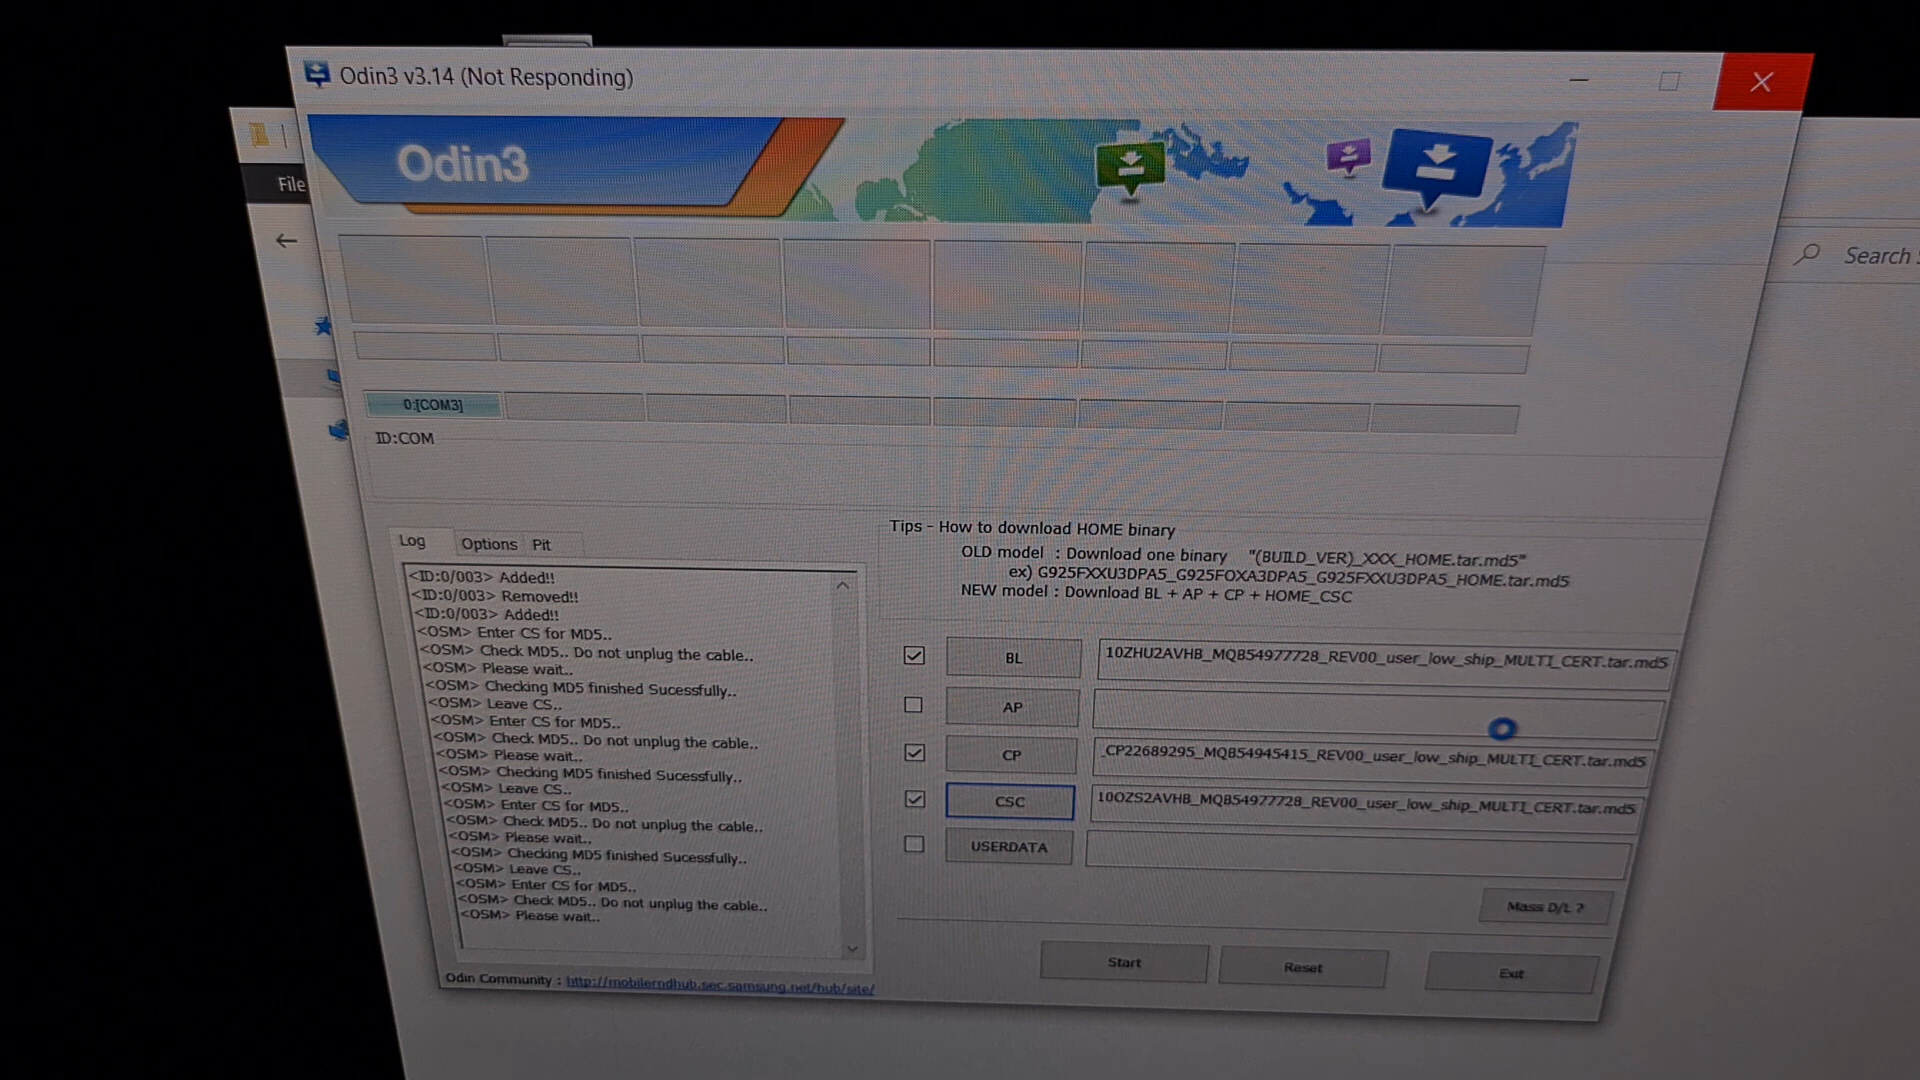 Odin3 v3.14 (Not Responding)
Odin3
File
Search
0:[COM3]
ID:COM
Log
Options
Pit
<ID:0/003> Added!!
<ID:0/003> Removed!!
<ID:0/003> Added!!
<OSM> Enter CS for MD5..
<OSM> Check MD5.. Do not unplug the cable..
<OSM> Please wait..
<OSM> Checking MD5 finished Sucessfully..
<OSM> Leave CS..
<OSM> Enter CS for MD5..
<OSM> Check MD5.. Do not unplug the cable..
<OSM> Please wait..
<OSM> Checking MD5 finished Sucessfully..
<OSM> Leave CS..
<OSM> Enter CS for MD5..
<OSM> Check MD5.. Do not unplug the cable..
<OSM> Please wait..
<OSM> Checking MD5 finished Sucessfully..
<OSM> Leave CS..
<OSM> Enter CS for MD5..
<OSM> Check MD5.. Do not unplug the cable..
<OSM> Please wait..
Odin Community : http://mobilerndhub.sec.samsung.net/hub/site/
Tips - How to download HOME binary
OLD model : Download one binary "(BUILD_VER)_XXX_HOME.tar.md5"
ex) G925FXXU3DPA5_G925FOXA3DPA5_G925FXXU3DPA5_HOME.tar.md5
NEW model : Download BL + AP + CP + HOME_CSC
BL
10ZHU2AVHB_MQB54977728_REV00_user_low_ship_MULTI_CERT.tar.md5
AP
CP
_CP22689295_MQB54945415_REV00_user_low_ship_MULTI_CERT.tar.md5
CSC
10OZS2AVHB_MQB54977728_REV00_user_low_ship_MULTI_CERT.tar.md5
USERDATA
Mass D/L ?
Start
Reset
Exit